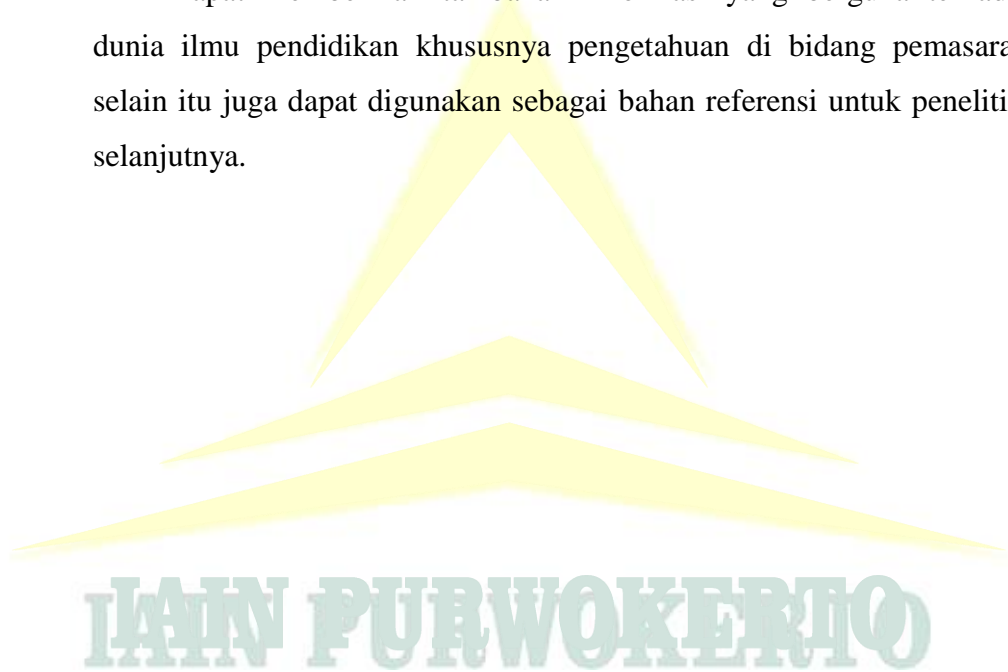 dunia ilmu pendidikan khususnya pengetahuan di bidang pemasara
selain itu juga dapat digunakan sebagai bahan referensi untuk peneliti
selanjutnya.
IAIN PURWOKERTO